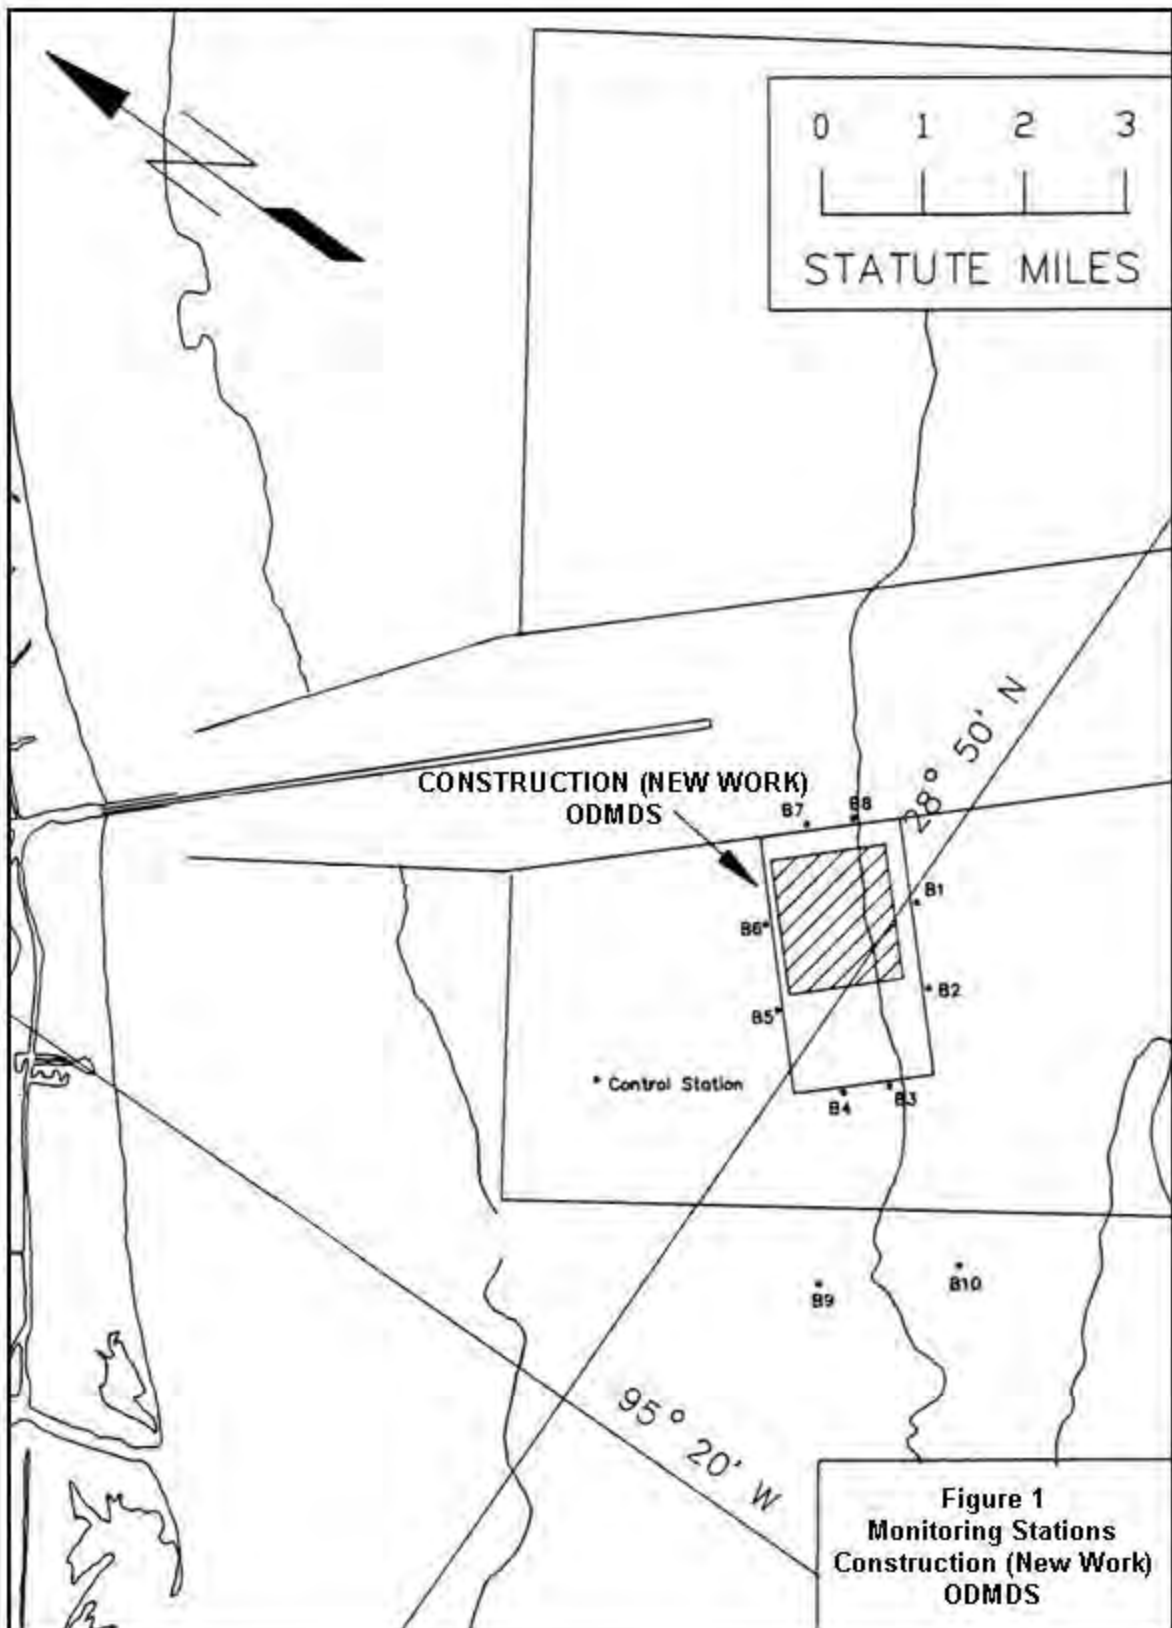 0 1 2 3
STATUTE MILES
28° 50' N
CONSTRUCTION (NEW WORK)
ODMDS
B7
B8
B1
B6
B2
B5
Control Station
B4
B3
B9
B10
95° 20' W
Figure 1
Monitoring Stations
Construction (New Work)
ODMDS